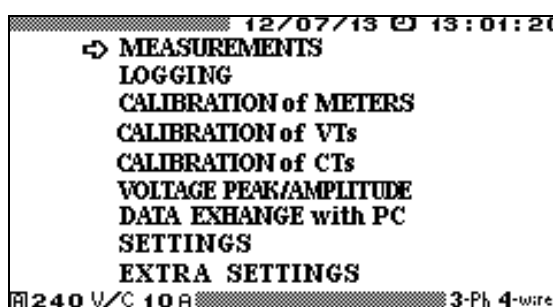 12/07/13 13:01:20
MEASUREMENTS
LOGGING
CALIBRATION of METERS
CALIBRATION of VTs
CALIBRATION of CTs
VOLTAGE PEAK/AMPLITUDE
DATA EXHANGE with PC
SETTINGS
EXTRA SETTINGS
A 240 V/C 10 A 3-Ph 4-wire